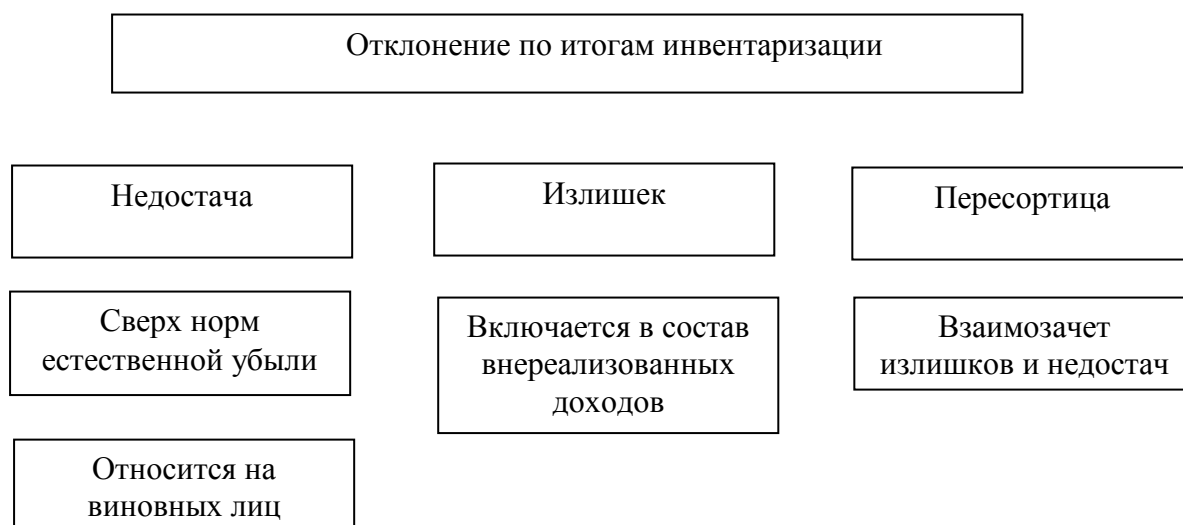 Отклонение по итогам инвентаризации
Недостача
Излишек
Пересортица
Сверх норм
естественной убыли
Включается в состав
внереализованных
доходов
Взаимозачет
излишков и недостач
Относится на
виновных лиц